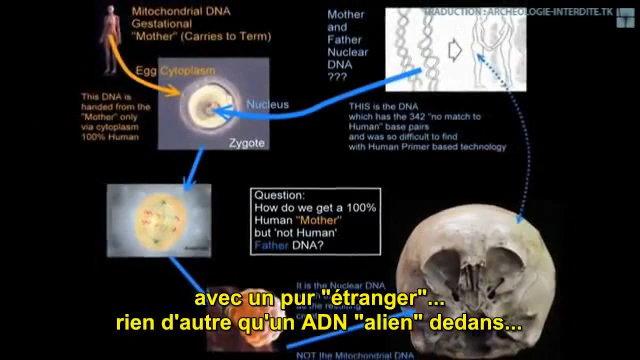 TRADUCTION : ARCHEOLOGIE-INTERDITE.TK
Mitochondrial DNA
Gestational
"Mother" (Carries to Term)
Mother
and
Father
Nuclear
DNA
???
Egg Cytoplasm
This DNA is
handed from the
"Mother" only
via cytoplasm
100% Human
Nucleus
Zygote
THIS is the DNA
which has the 342 "no match to
Human" base pairs
and was so difficult to find
with Human Primer based technology
Question:
How do we get a 100%
Human "Mother"
but 'not Human'
Father DNA?
It is the Nuclear DNA
avec un pur "étranger"...
rien d'autre qu'un ADN "alien" dedans...
NOT the Mitochondrial DNA